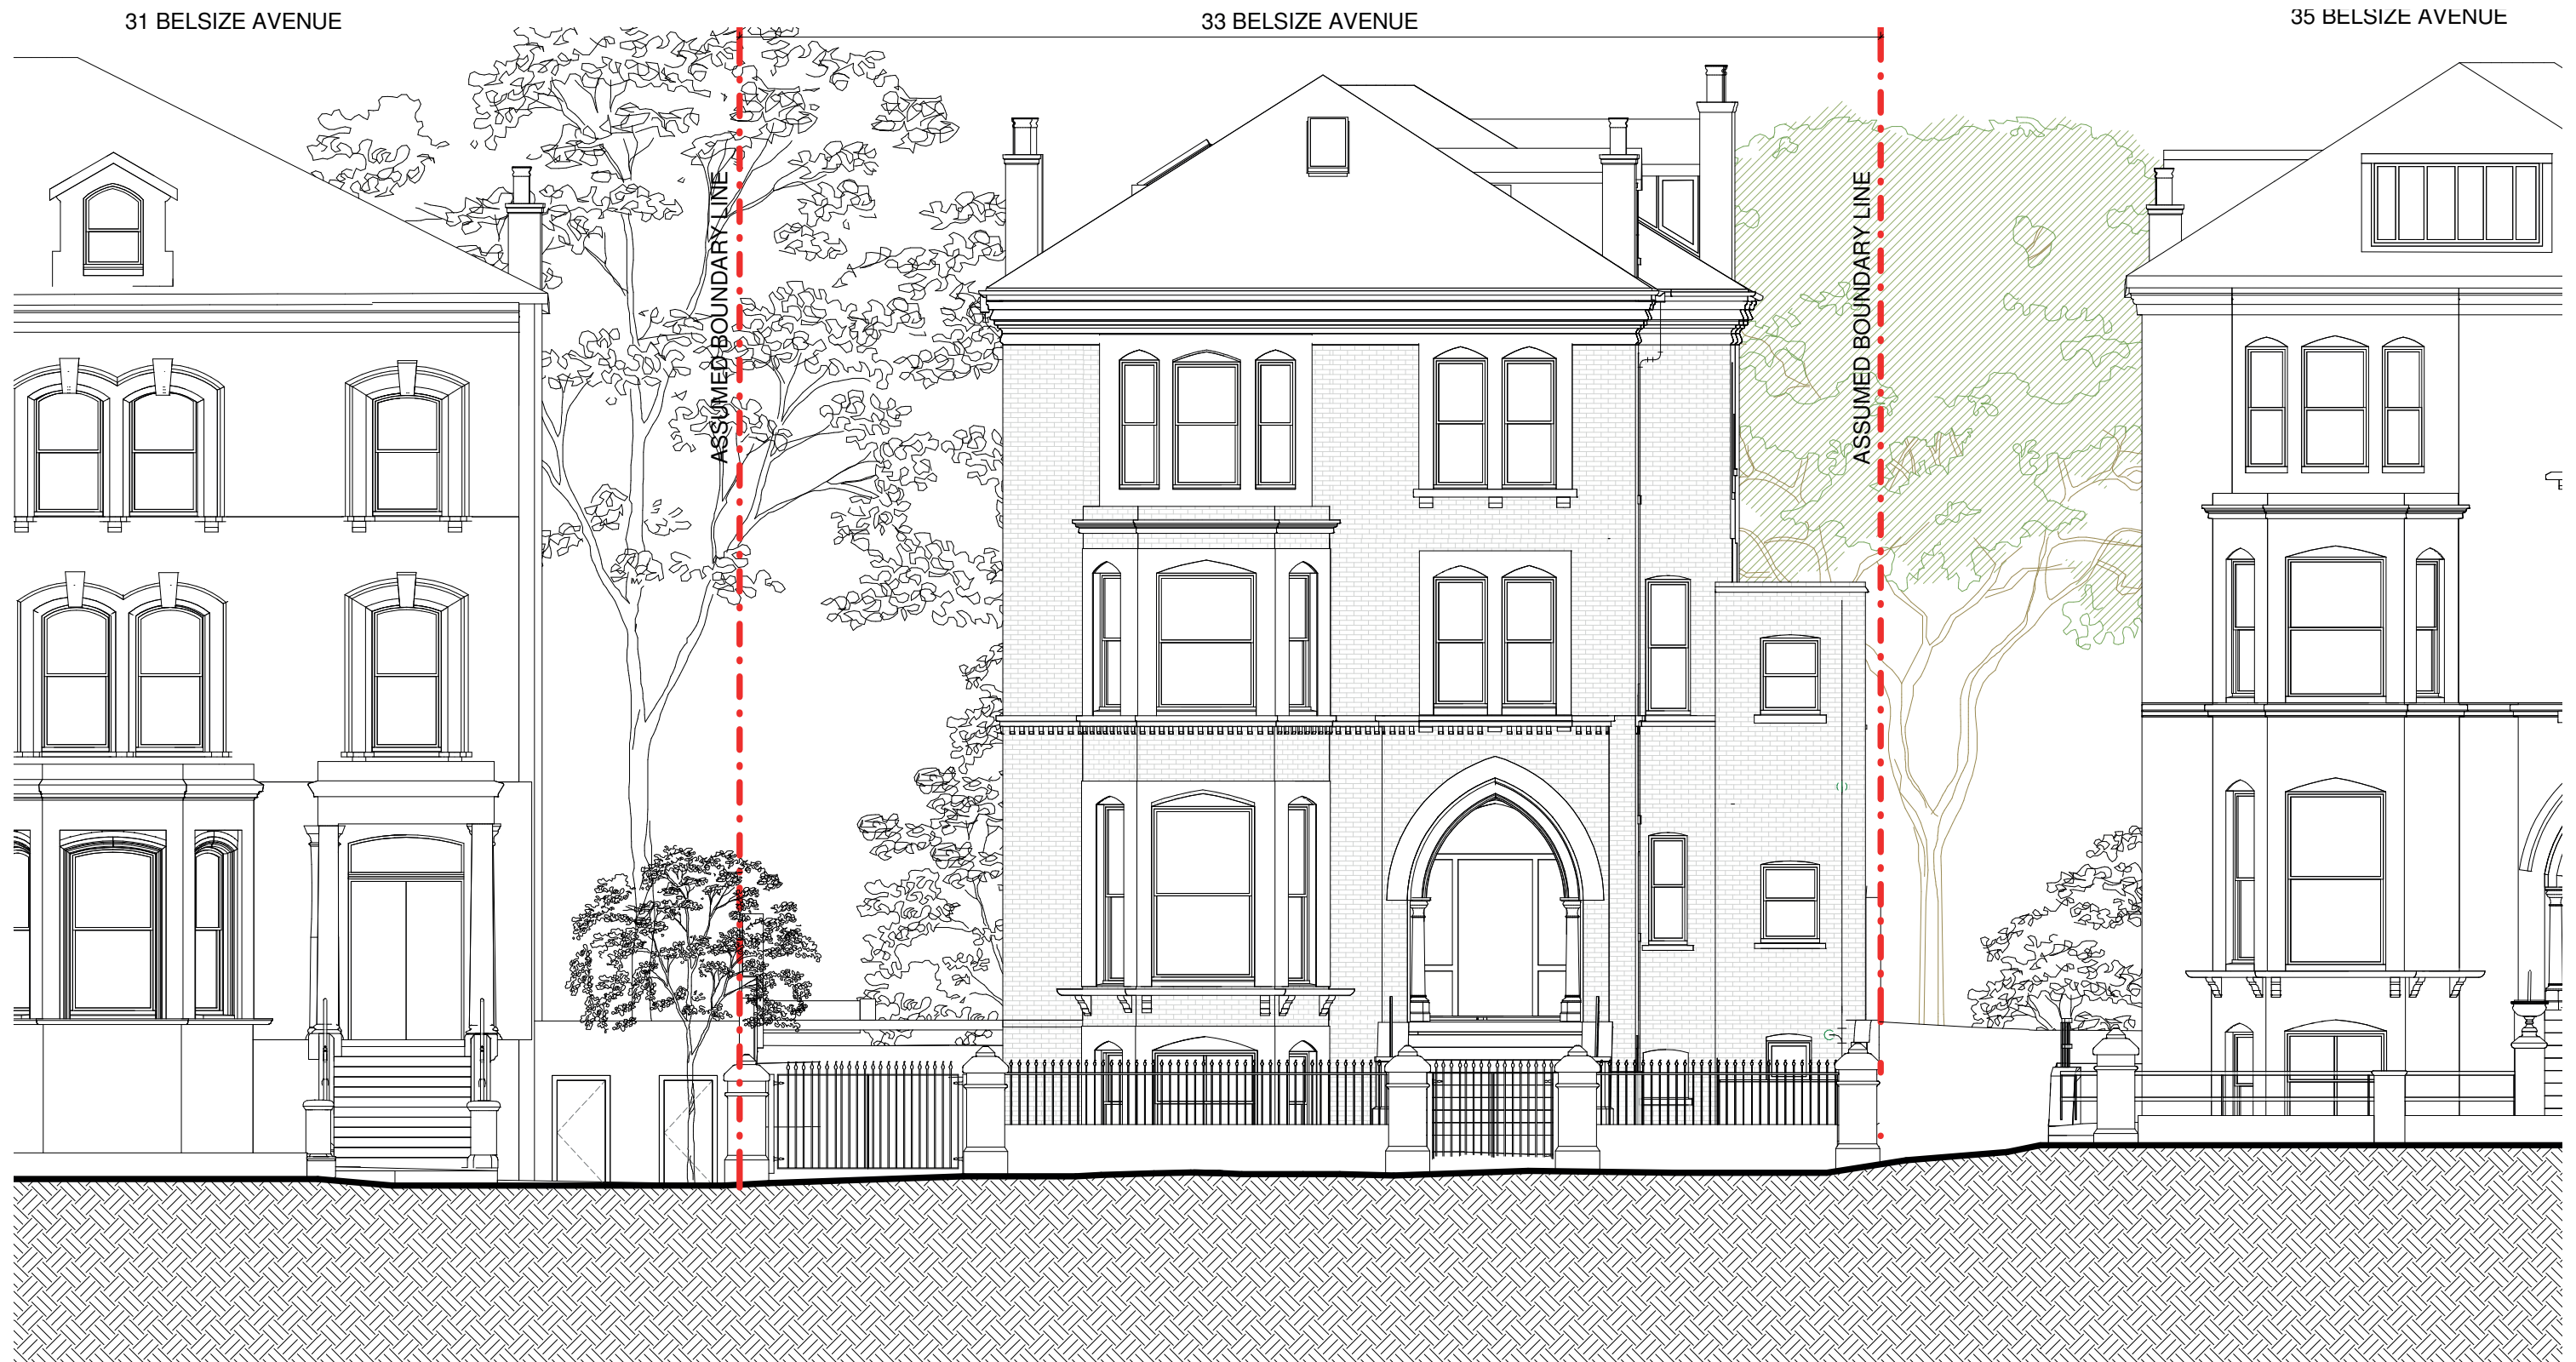 31 BELSIZE AVENUE
33 BELSIZE AVENUE
35 BELSIZE AVENUE
ASSUMED BOUNDARY LINE
ASSUMED BOUNDARY LINE
G